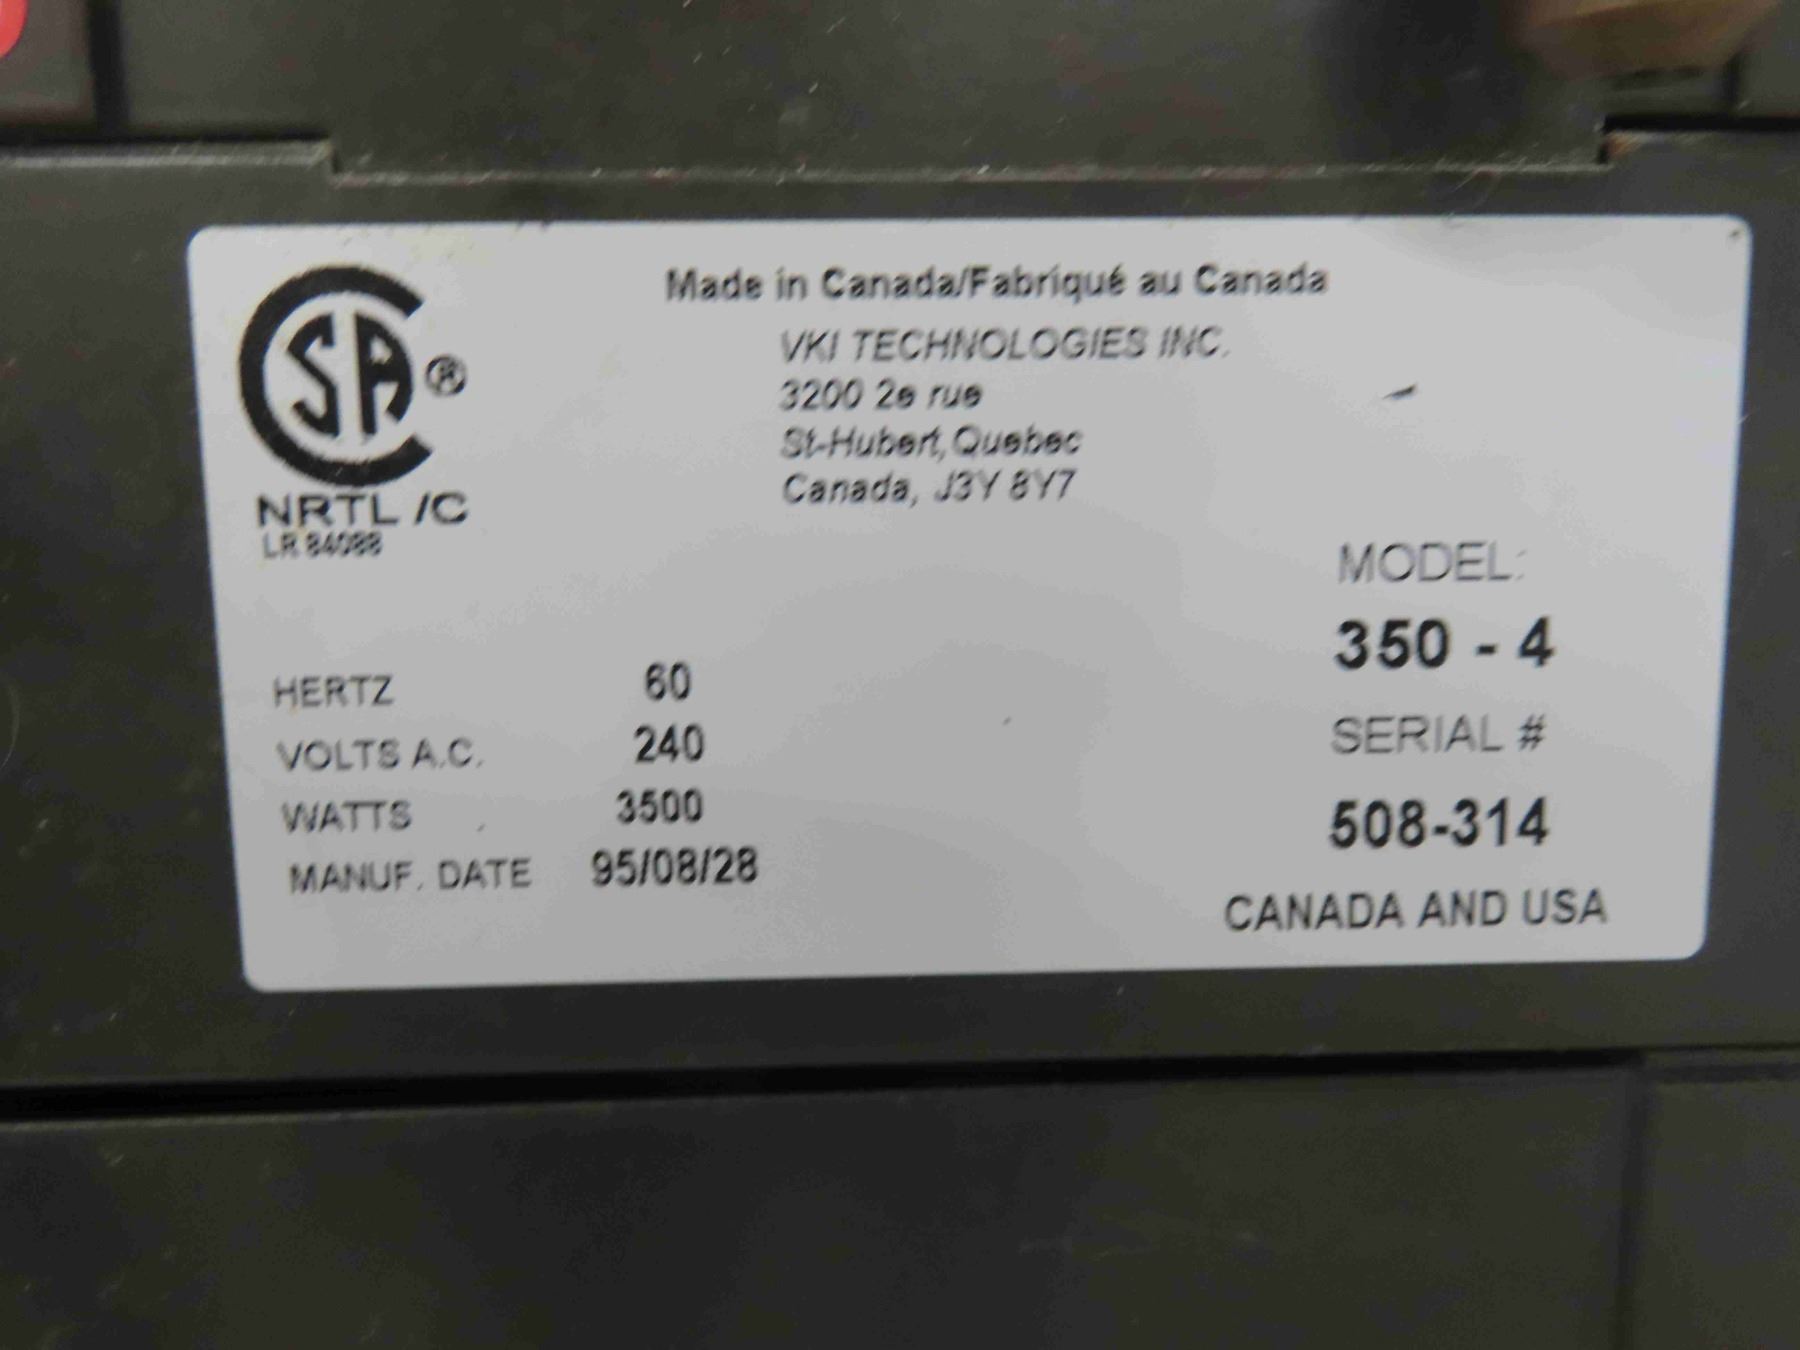 Made in Canada/Fabriqué au Canada
VKI TECHNOLOGIES INC.
3200 2e rue
St-Hubert, Quebec
Canada, J3Y 8Y7
CSA ®
NRTL /C
LR 84088
HERTZ 60
VOLTS A.C. 240
WATTS 3500
MANUF. DATE 95/08/28
MODEL:
350 - 4
SERIAL #
508-314
CANADA AND USA